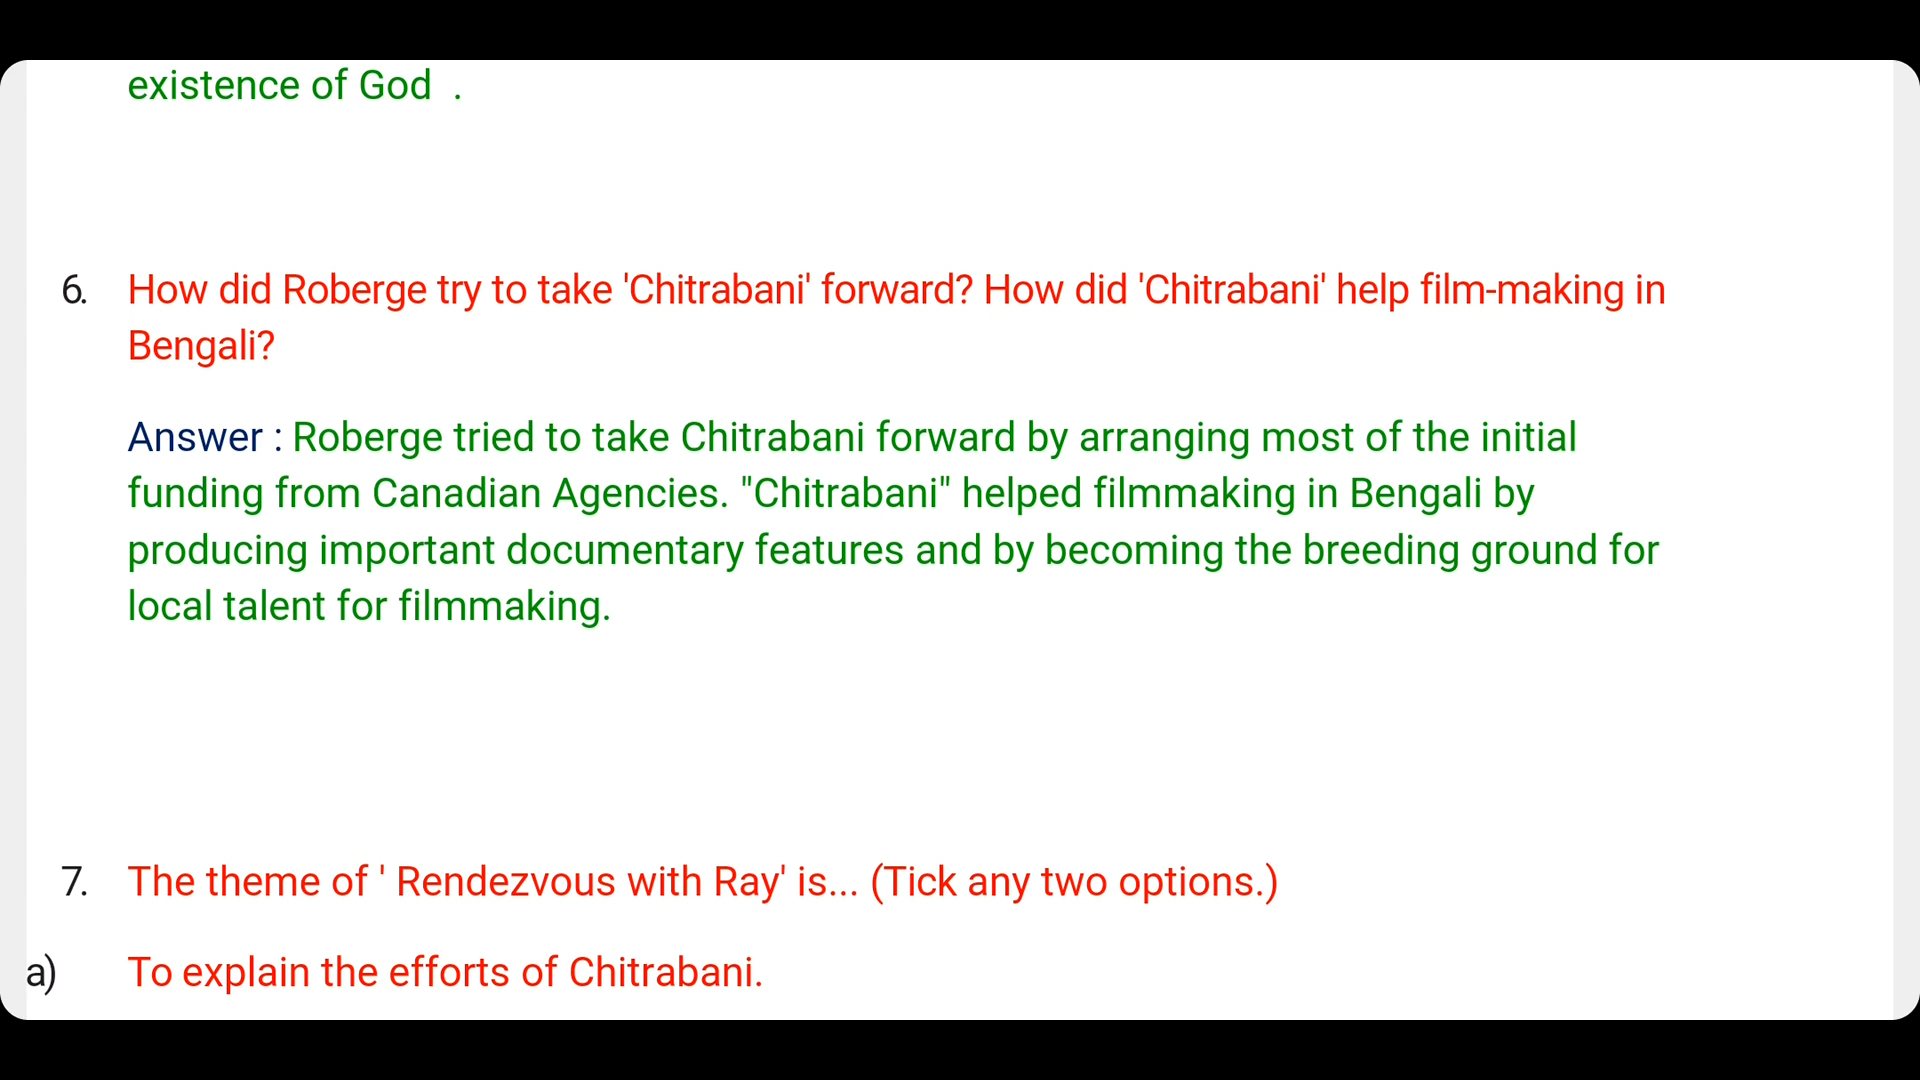 existence of God .
6. How did Roberge try to take 'Chitrabani' forward? How did 'Chitrabani' help film-making in
Bengali?
Answer : Roberge tried to take Chitrabani forward by arranging most of the initial
funding from Canadian Agencies. "Chitrabani" helped filmmaking in Bengali by
producing important documentary features and by becoming the breeding ground for
local talent for filmmaking.
7. The theme of ' Rendezvous with Ray' is... (Tick any two options.)
a) To explain the efforts of Chitrabani.